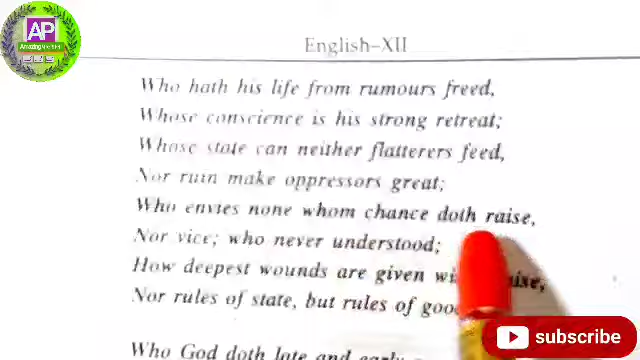 AP
English–XII
Who hath his life from rumours freed,
Whose conscience is his strong retreat;
Whose state can neither flatterers feed,
Nor ruin make oppressors great;
Who envies none whom chance doth raise,
Nor vice; who never understood;
How deepest wounds are given
Nor rules of state, but rules of
Who God doth late and early
subscribe